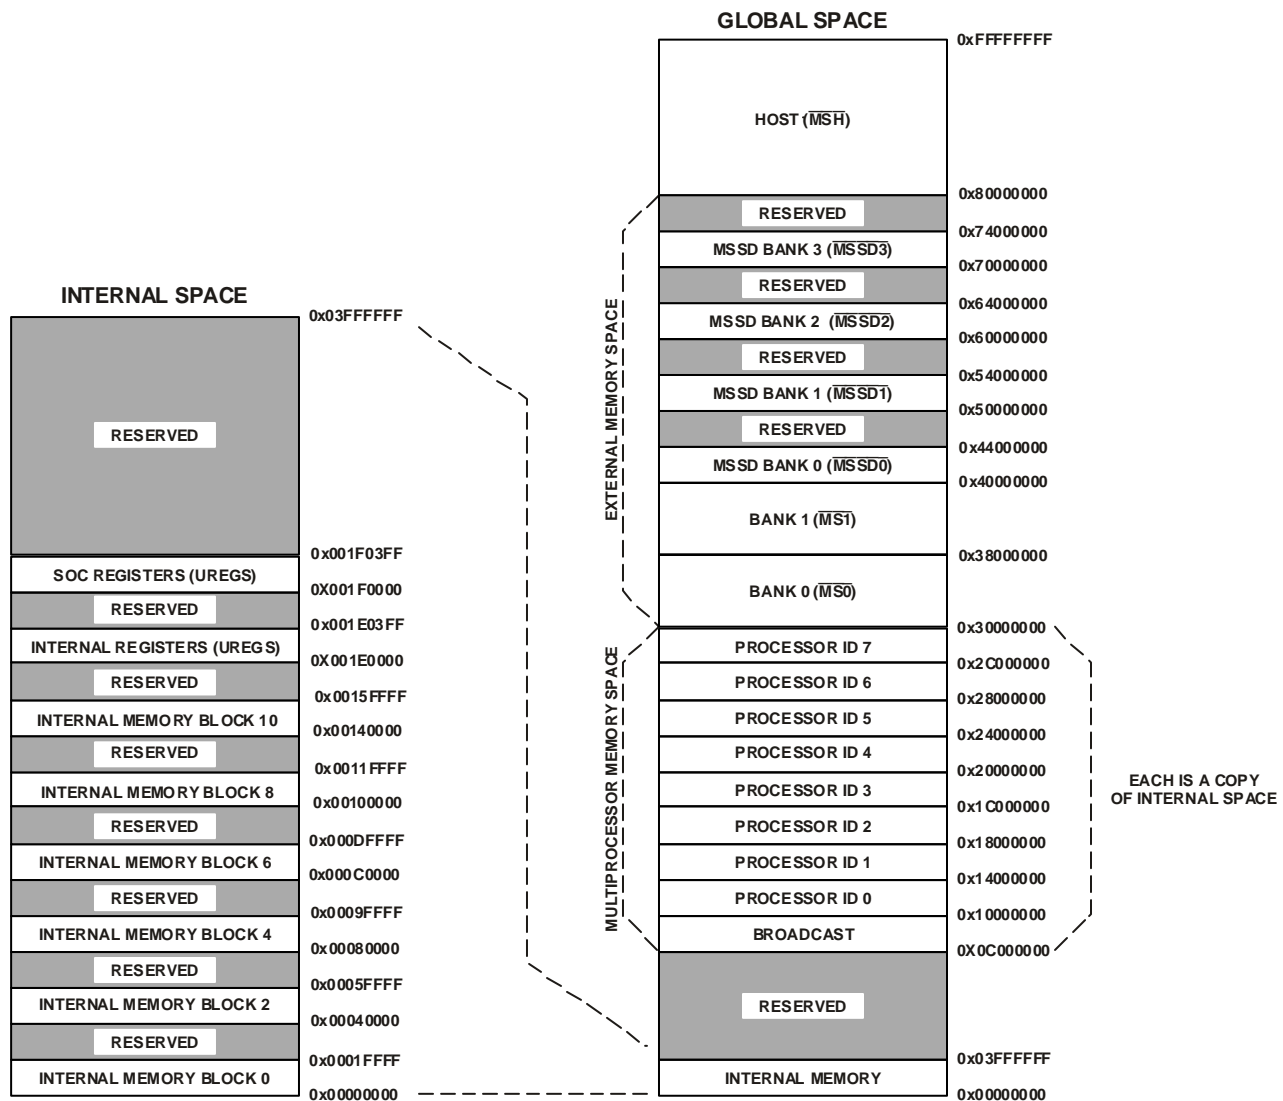 GLOBAL SPACE
0xFFFFFFFF
HOST (MSH)
0x80000000
RESERVED
0x74000000
MSSD BANK 3 (MSSD3)
0x70000000
RESERVED
0x64000000
MSSD BANK 2 (MSSD2)
0x60000000
RESERVED
0x54000000
MSSD BANK 1 (MSSD1)
0x50000000
RESERVED
0x44000000
MSSD BANK 0 (MSSD0)
0x40000000
BANK 1 (MS1)
0x38000000
BANK 0 (MS0)
0x30000000
PROCESSOR ID 7
0x2C000000
PROCESSOR ID 6
0x28000000
PROCESSOR ID 5
0x24000000
PROCESSOR ID 4
0x20000000
PROCESSOR ID 3
0x1C000000
PROCESSOR ID 2
0x18000000
PROCESSOR ID 1
0x14000000
PROCESSOR ID 0
0x10000000
BROADCAST
0X0C000000
RESERVED
0x03FFFFFF
INTERNAL MEMORY
0x00000000
EXTERNAL MEMORY SPACE
MULTIPROCESSOR MEMORY SPACE
EACH IS A COPY
OF INTERNAL SPACE
INTERNAL SPACE
0x03FFFFFF
RESERVED
0x001F03FF
SOC REGISTERS (UREGS)
0X001F0000
RESERVED
0x001E03FF
INTERNAL REGISTERS (UREGS)
0X001E0000
RESERVED
0x0015FFFF
INTERNAL MEMORY BLOCK 10
0x00140000
RESERVED
0x0011FFFF
INTERNAL MEMORY BLOCK 8
0x00100000
RESERVED
0x000DFFFF
INTERNAL MEMORY BLOCK 6
0x000C0000
RESERVED
0x0009FFFF
INTERNAL MEMORY BLOCK 4
0x00080000
RESERVED
0x0005FFFF
INTERNAL MEMORY BLOCK 2
0x00040000
RESERVED
0x0001FFFF
INTERNAL MEMORY BLOCK 0
0x00000000